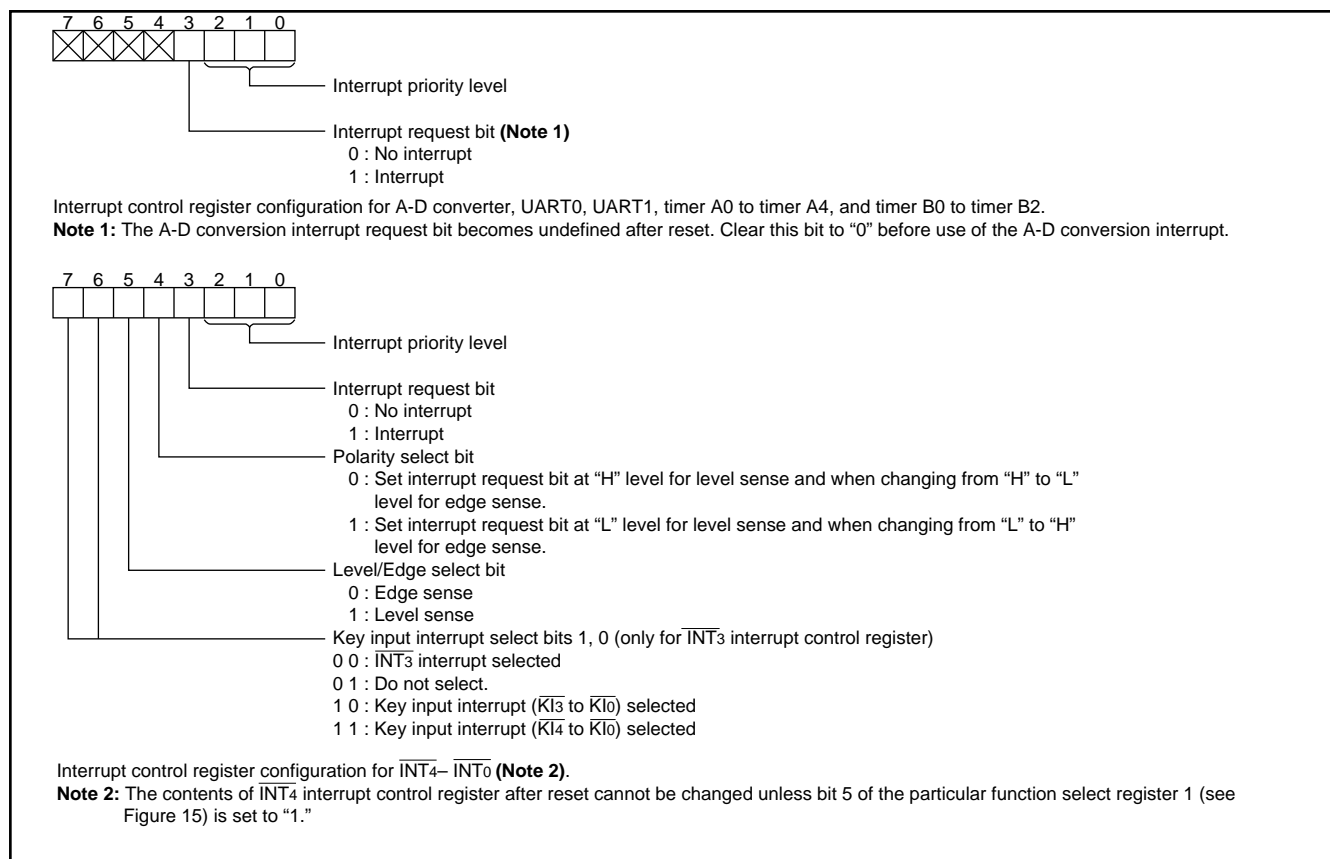 7 6 5 4 3 2 1 0
Interrupt priority level
Interrupt request bit (Note 1)
0 : No interrupt
1 : Interrupt
Interrupt control register configuration for A-D converter, UART0, UART1, timer A0 to timer A4, and timer B0 to timer B2.
Note 1: The A-D conversion interrupt request bit becomes undefined after reset. Clear this bit to “0” before use of the A-D conversion interrupt.
7 6 5 4 3 2 1 0
Interrupt priority level
Interrupt request bit
0 : No interrupt
1 : Interrupt
Polarity select bit
0 : Set interrupt request bit at “H” level for level sense and when changing from “H” to “L”
level for edge sense.
1 : Set interrupt request bit at “L” level for level sense and when changing from “L” to “H”
level for edge sense.
Level/Edge select bit
0 : Edge sense
1 : Level sense
Key input interrupt select bits 1, 0 (only for I̅N̅T̅3 interrupt control register)
0 0 : I̅N̅T̅3 interrupt selected
0 1 : Do not select.
1 0 : Key input interrupt (K̅I̅3 to K̅I̅0) selected
1 1 : Key input interrupt (K̅I̅4 to K̅I̅0) selected
Interrupt control register configuration for I̅N̅T̅4– I̅N̅T̅0 (Note 2).
Note 2: The contents of I̅N̅T̅4 interrupt control register after reset cannot be changed unless bit 5 of the particular function select register 1 (see
Figure 15) is set to “1.”